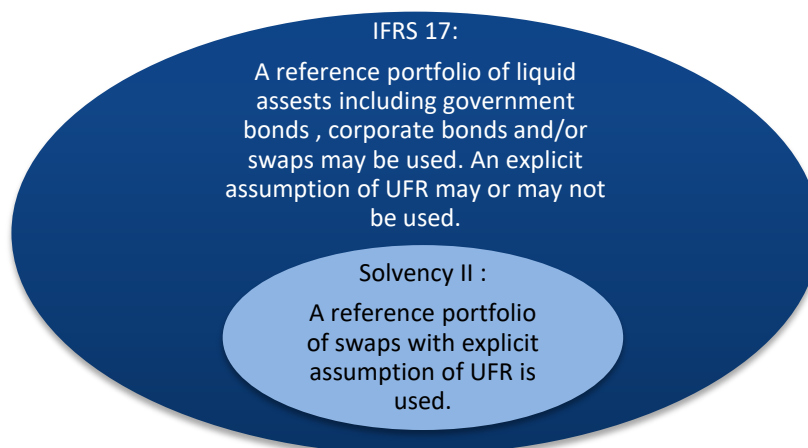 IFRS 17:
A reference portfolio of liquid
assests including government
bonds , corporate bonds and/or
swaps may be used. An explicit
assumption of UFR may or may not
be used.
Solvency II :
A reference portfolio
of swaps with explicit
assumption of UFR is
used.